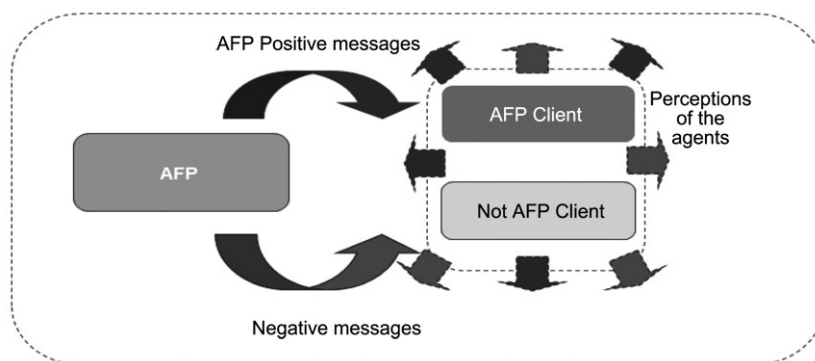 AFP Positive messages
AFP
AFP Client
Not AFP Client
Perceptions
of the
agents
Negative messages